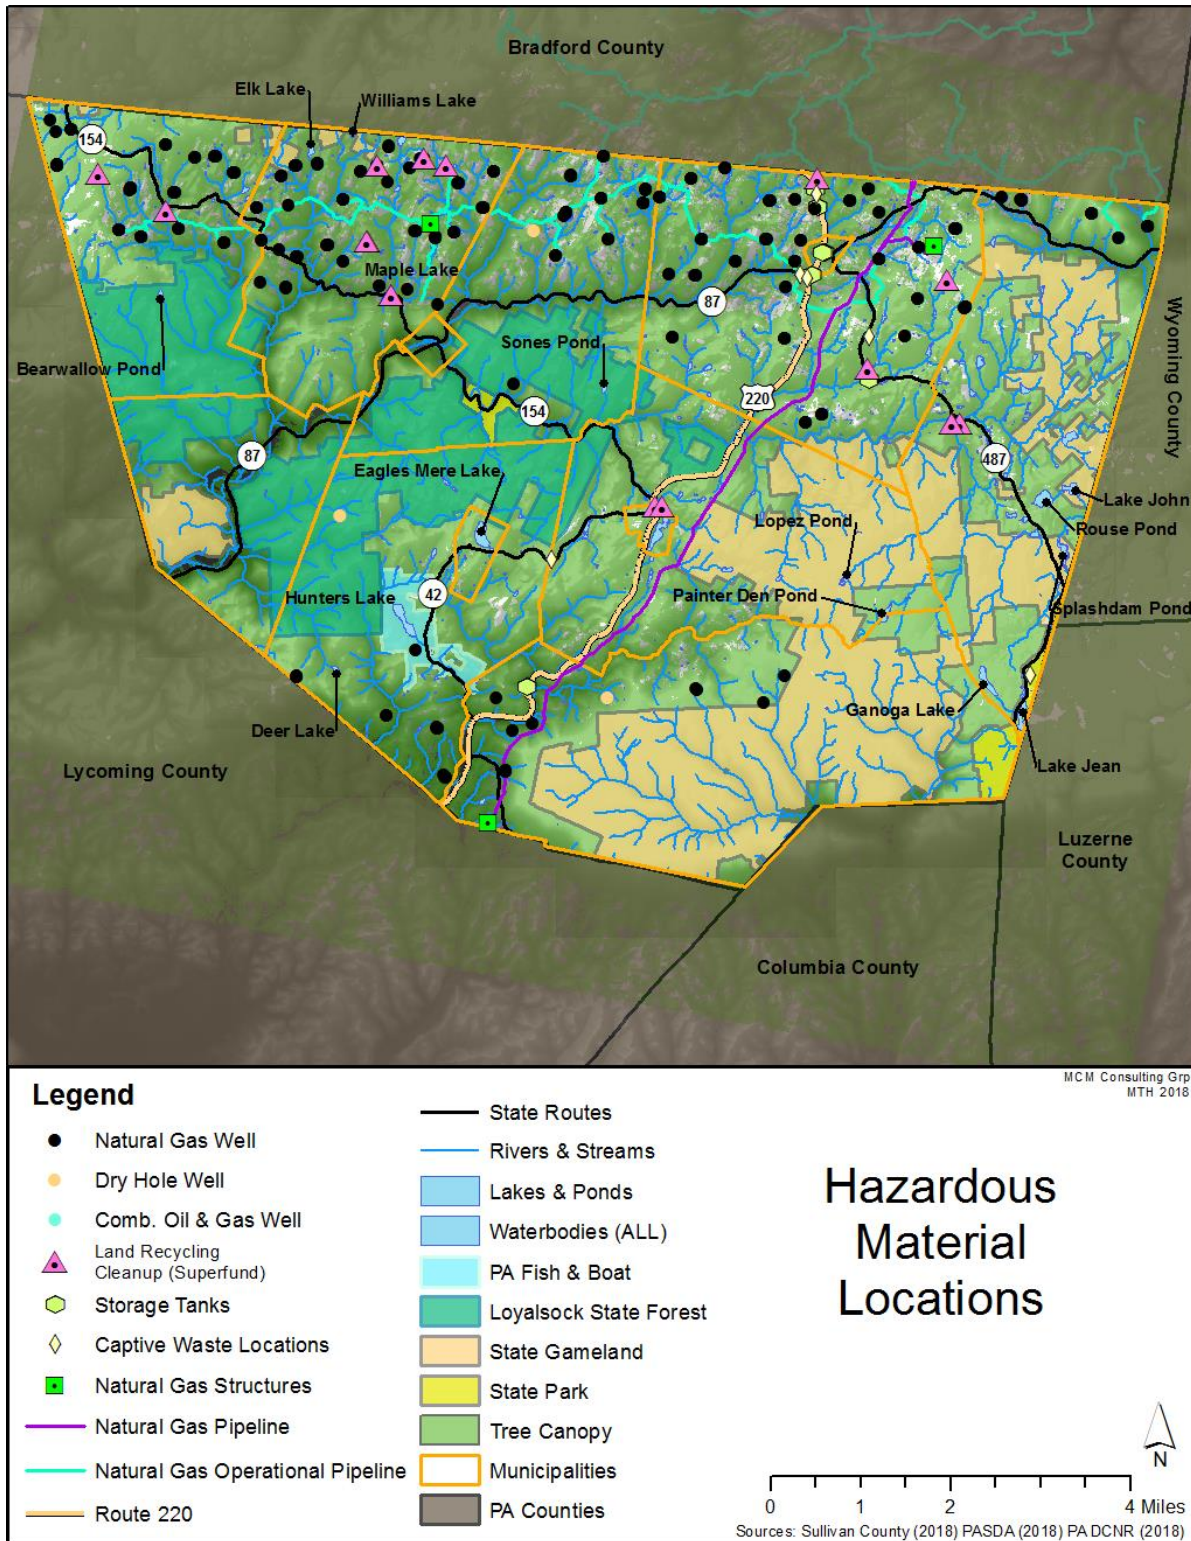 Bradford County
Elk Lake
Williams Lake
154
Maple Lake
87
Bearwallow Pond
Sones Pond
220
154
Wyoming County
87
Eagles Mere Lake
487
Lake John
Rouse Pond
Lopez Pond
Hunters Lake
42
Painter Den Pond
Splashdam Pond
Ganoga Lake
Deer Lake
Lycoming County
Lake Jean
Luzerne
County
Columbia County
MCM Consulting Grp
MTH 2018
Legend
Natural Gas Well
Dry Hole Well
Comb. Oil & Gas Well
Land Recycling
Cleanup (Superfund)
Storage Tanks
Captive Waste Locations
Natural Gas Structures
Natural Gas Pipeline
Natural Gas Operational Pipeline
Route 220
State Routes
Rivers & Streams
Lakes & Ponds
Waterbodies (ALL)
PA Fish & Boat
Loyalsock State Forest
State Gameland
State Park
Tree Canopy
Municipalities
PA Counties
Hazardous
Material
Locations
N
0 1 2 4 Miles
Sources: Sullivan County (2018) PASDA (2018) PA DCNR (2018)